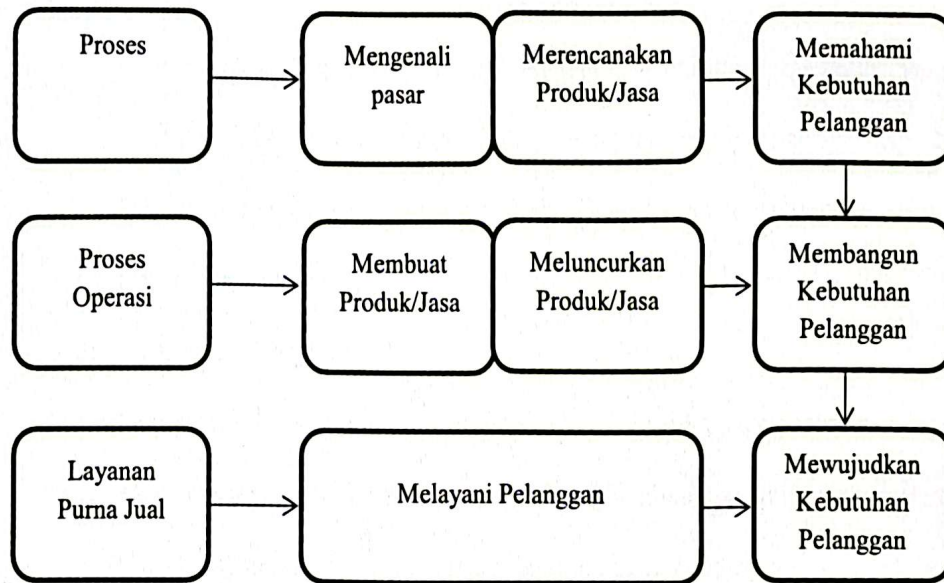 Proses
Mengenali
pasar
Merencanakan
Produk/Jasa
Memahami
Kebutuhan
Pelanggan
Proses
Operasi
Membuat
Produk/Jasa
Meluncurkan
Produk/Jasa
Membangun
Kebutuhan
Pelanggan
Layanan
Purna Jual
Melayani Pelanggan
Mewujudkan
Kebutuhan
Pelanggan